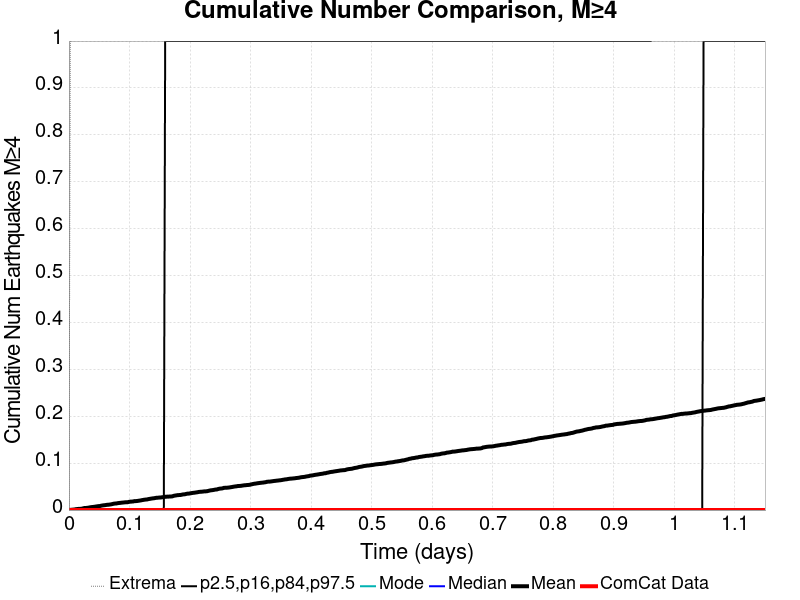 Cumulative Number Comparison, M≥4
Cumulative Num Earthquakes M≥4
1
0.9
0.8
0.7
0.6
0.5
0.4
0.3
0.2
0.1
0
0 0.1 0.2 0.3 0.4 0.5 0.6 0.7 0.8 0.9 1 1.1
Time (days)
Extrema p2.5,p16,p84,p97.5 Mode Median Mean ComCat Data